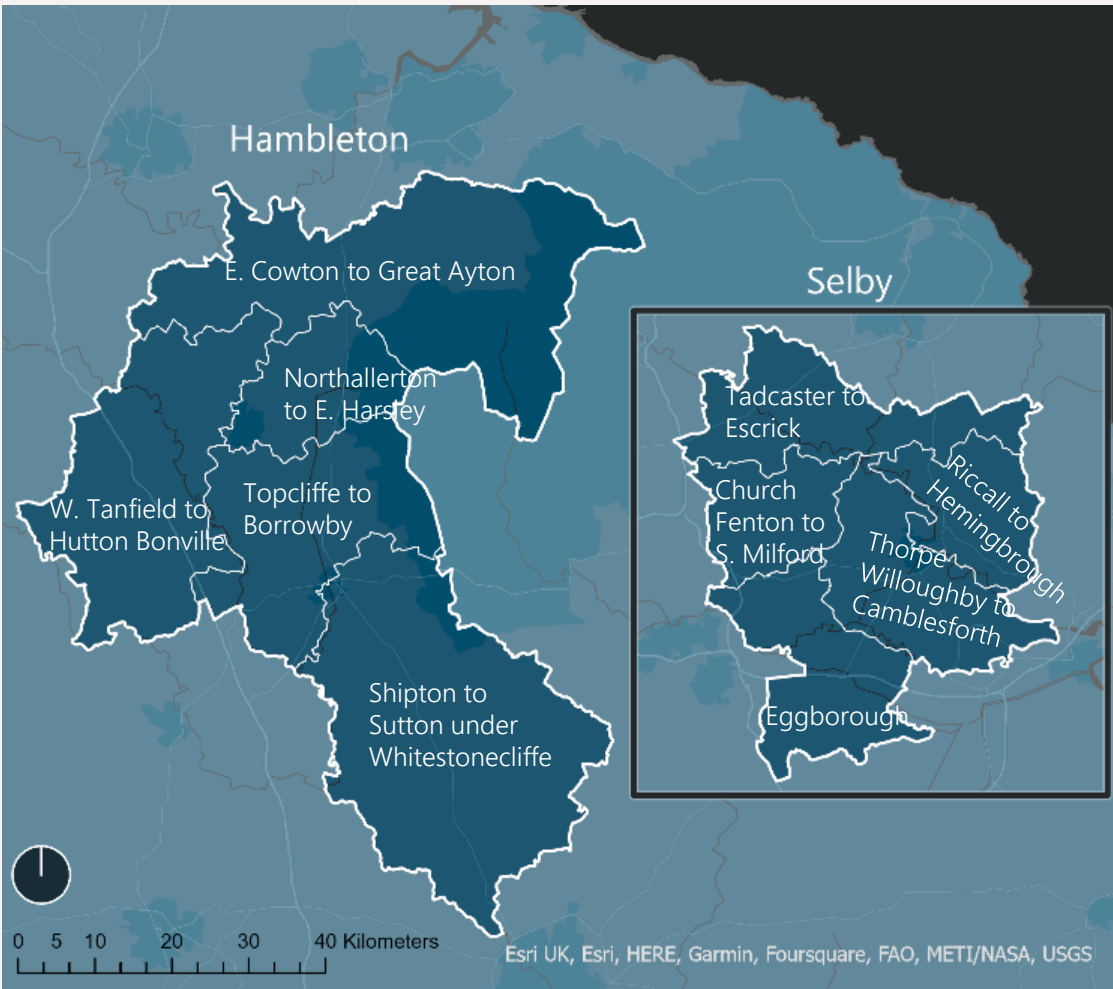 Hambleton
E. Cowton to Great Ayton
Selby
Northallerton
to E. Harsley
Tadcaster to
Escrick
W. Tanfield to
Hutton Bonville
Topcliffe to
Borrowby
Church
Fenton to
S. Milford
Riccall to
Hemingbrough
Thorpe
Willoughby to
Camblesforth
Shipton to
Sutton under
Whitestonecliffe
Eggborough
0 5 10 20 30 40 Kilometers
Esri UK, Esri, HERE, Garmin, Foursquare, FAO, METI/NASA, USGS